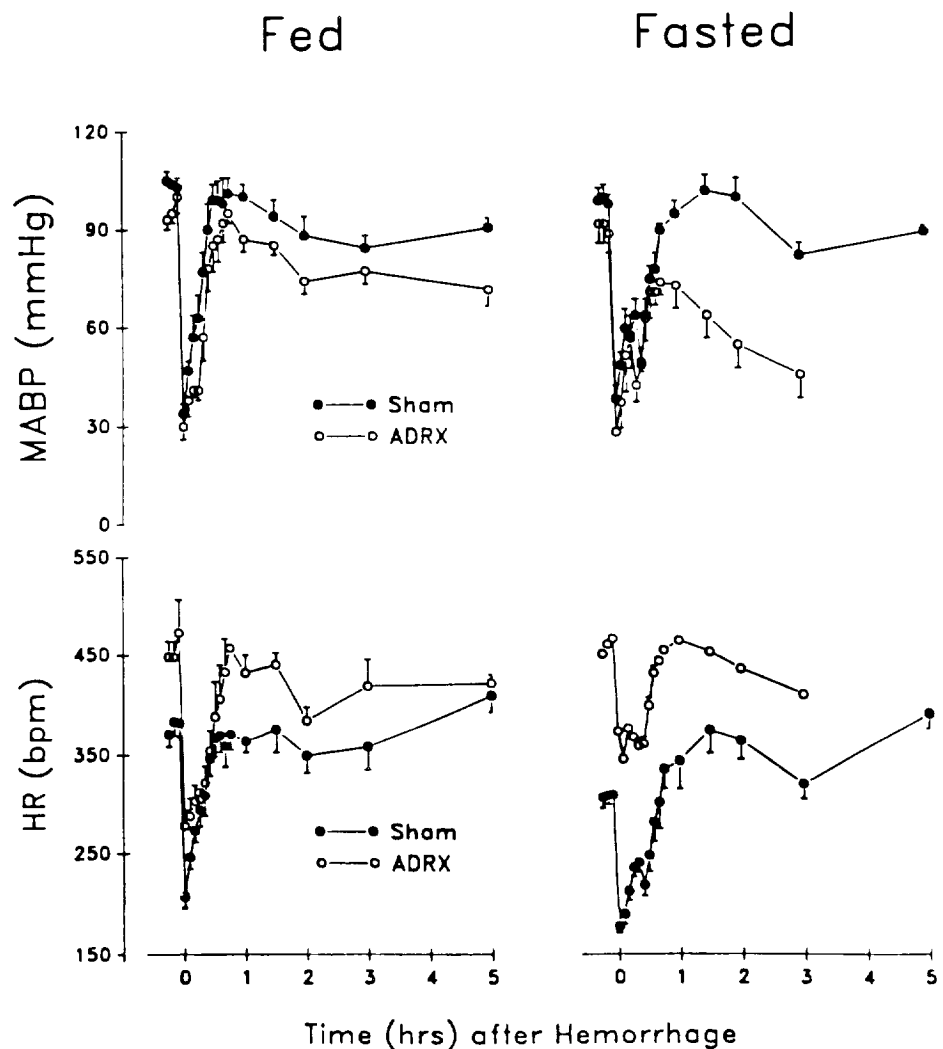 Fed Fasted
120
90
60
30
0
MABP (mmHg)
Sham
ADRX
550
450
350
250
150
HR (bpm)
Sham
ADRX
0 1 2 3 4 5 0 1 2 3 4 5
Time (hrs) after Hemorrhage